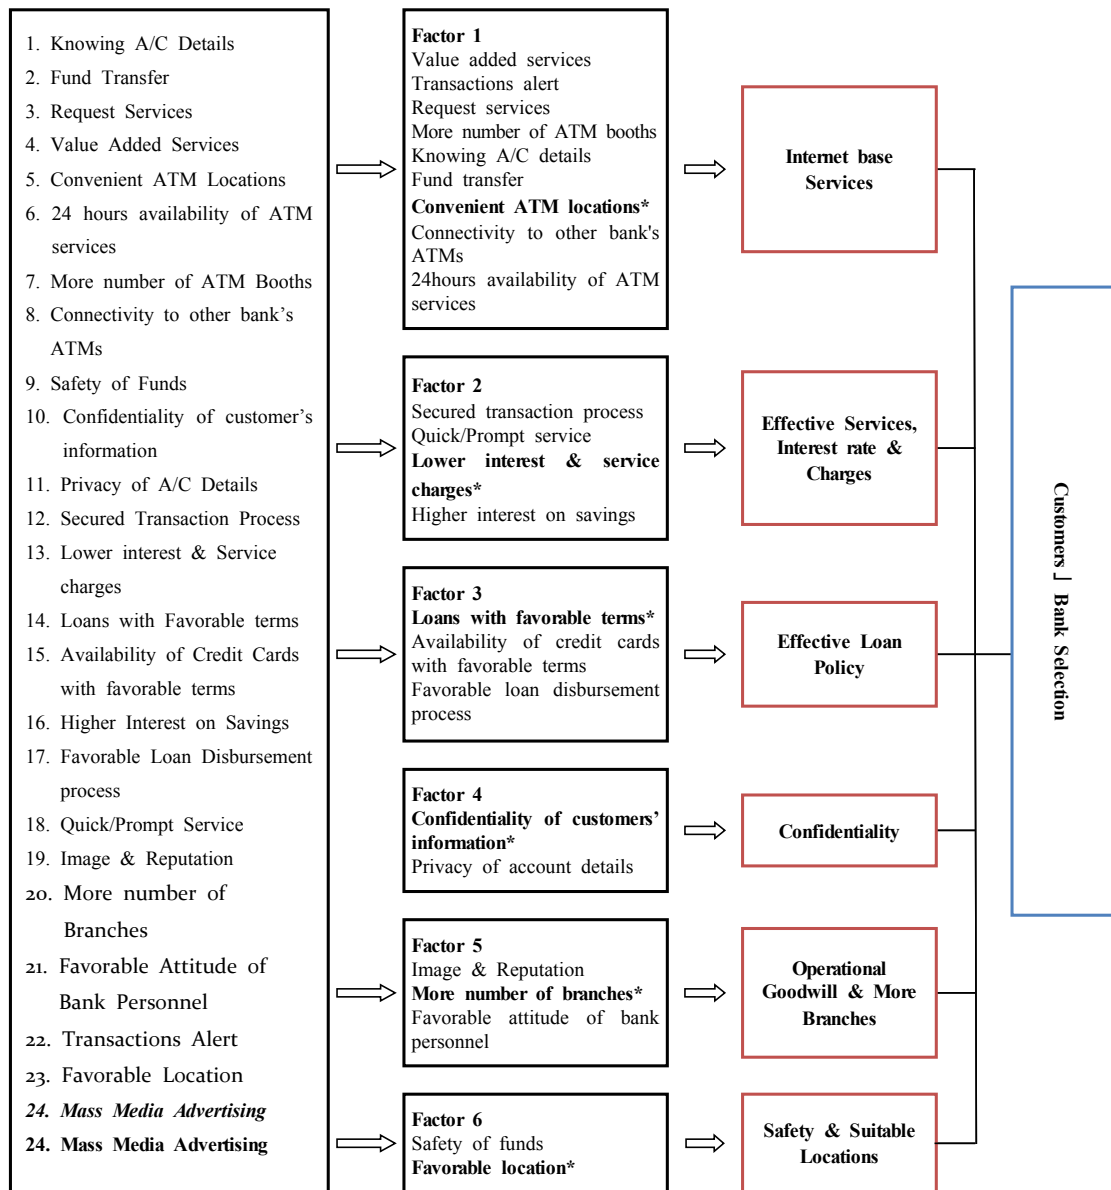 1. Knowing A/C Details
2. Fund Transfer
3. Request Services
4. Value Added Services
5. Convenient ATM Locations
6. 24 hours availability of ATM
services
7. More number of ATM Booths
8. Connectivity to other bank’s
ATMs
9. Safety of Funds
10. Confidentiality of customer’s
information
11. Privacy of A/C Details
12. Secured Transaction Process
13. Lower interest & Service
charges
14. Loans with Favorable terms
15. Availability of Credit Cards
with favorable terms
16. Higher Interest on Savings
17. Favorable Loan Disbursement
process
18. Quick/Prompt Service
19. Image & Reputation
20. More number of
Branches
21. Favorable Attitude of
Bank Personnel
22. Transactions Alert
23. Favorable Location
24. Mass Media Advertising
24. Mass Media Advertising
Factor 1
Value added services
Transactions alert
Request services
More number of ATM booths
Knowing A/C details
Fund transfer
Convenient ATM locations*
Connectivity to other bank's
ATMs
24hours availability of ATM
services
Factor 2
Secured transaction process
Quick/Prompt service
Lower interest & service
charges*
Higher interest on savings
Factor 3
Loans with favorable terms*
Availability of credit cards
with favorable terms
Favorable loan disbursement
process
Factor 4
Confidentiality of customers’
information*
Privacy of account details
Factor 5
Image & Reputation
More number of branches*
Favorable attitude of bank
personnel
Factor 6
Safety of funds
Favorable location*
Internet base
Services
Effective Services,
Interest rate &
Charges
Effective Loan
Policy
Confidentiality
Operational
Goodwill & More
Branches
Safety & Suitable
Locations
Customers」 Bank Selection